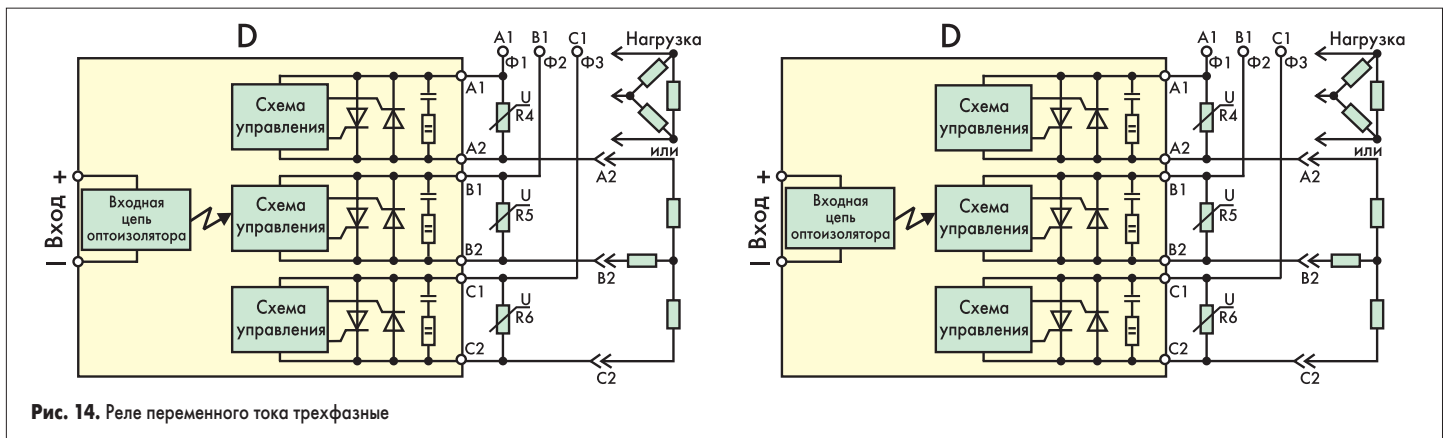 D
A1
B1
C1
Нагрузка
Ф1
Ф2
Ф3
Схема
управления
A1
U
R4
A2
или
A2
Вход
+
–
Входная
цепь
оптоизолятора
Схема
управления
B1
U
R5
B2
B2
Схема
управления
C1
U
R6
C2
C2
D
A1
B1
C1
Нагрузка
Ф1
Ф2
Ф3
Схема
управления
A1
U
R4
A2
или
A2
Вход
+
–
Входная
цепь
оптоизолятора
Схема
управления
B1
U
R5
B2
B2
Схема
управления
C1
U
R6
C2
C2
Рис. 14. Реле переменного тока трехфазные